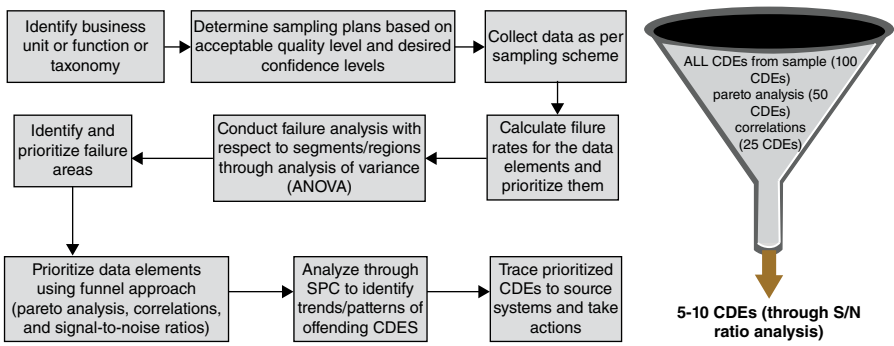 Identify business
unit or function or
taxonomy
Determine sampling plans based on
acceptable quality level and desired
confidence levels
Collect data as per
sampling scheme
Calculate filure
rates for the data
elements and
prioritize them
Conduct failure analysis with
respect to segments/regions
through analysis of variance
(ANOVA)
Identify and
prioritize failure
areas
Prioritize data elements
using funnel approach
(pareto analysis, correlations,
and signal-to-noise ratios)
Analyze through
SPC to identify
trends/patterns of
offending CDES
Trace prioritized
CDEs to source
systems and take
actions
ALL CDEs from sample (100
CDEs)
pareto analysis (50
CDEs)
correlations
(25 CDEs)
5-10 CDEs (through S/N
ratio analysis)